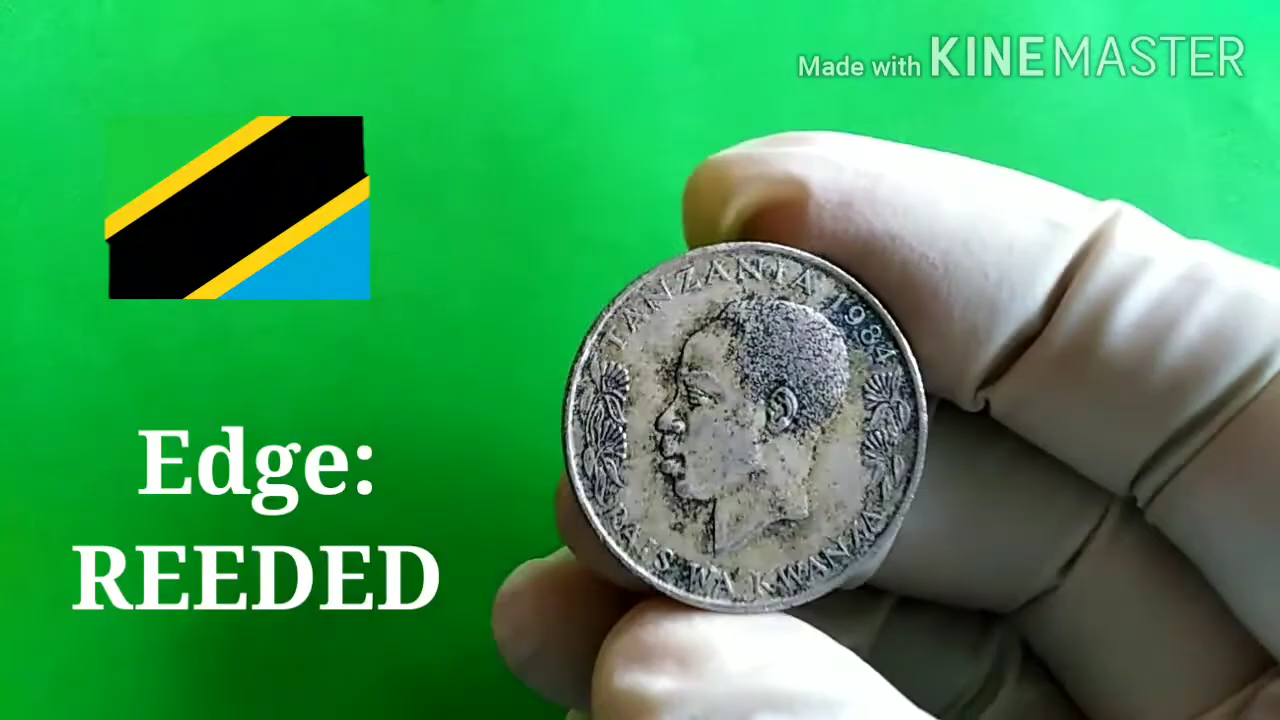 Made with KINEMASTER
TANZANIA 1984
RAIS WA KWANZA
Edge:
REEDED